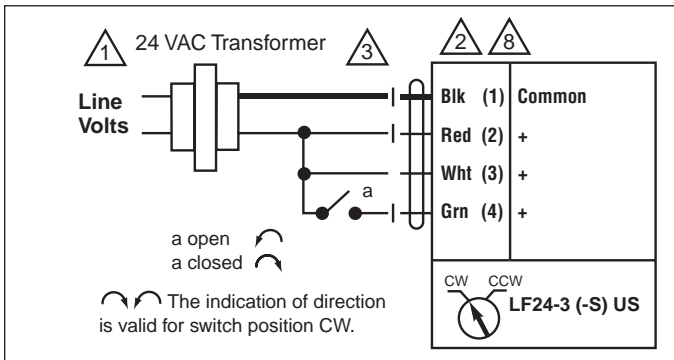 1 24 VAC Transformer 3 2 8
Line
Volts
Blk (1) Common
Red (2) +
Wht (3) +
a
Grn (4) +
a open
a closed
The indication of direction
is valid for switch position CW.
CW CCW
LF24-3 (-S) US